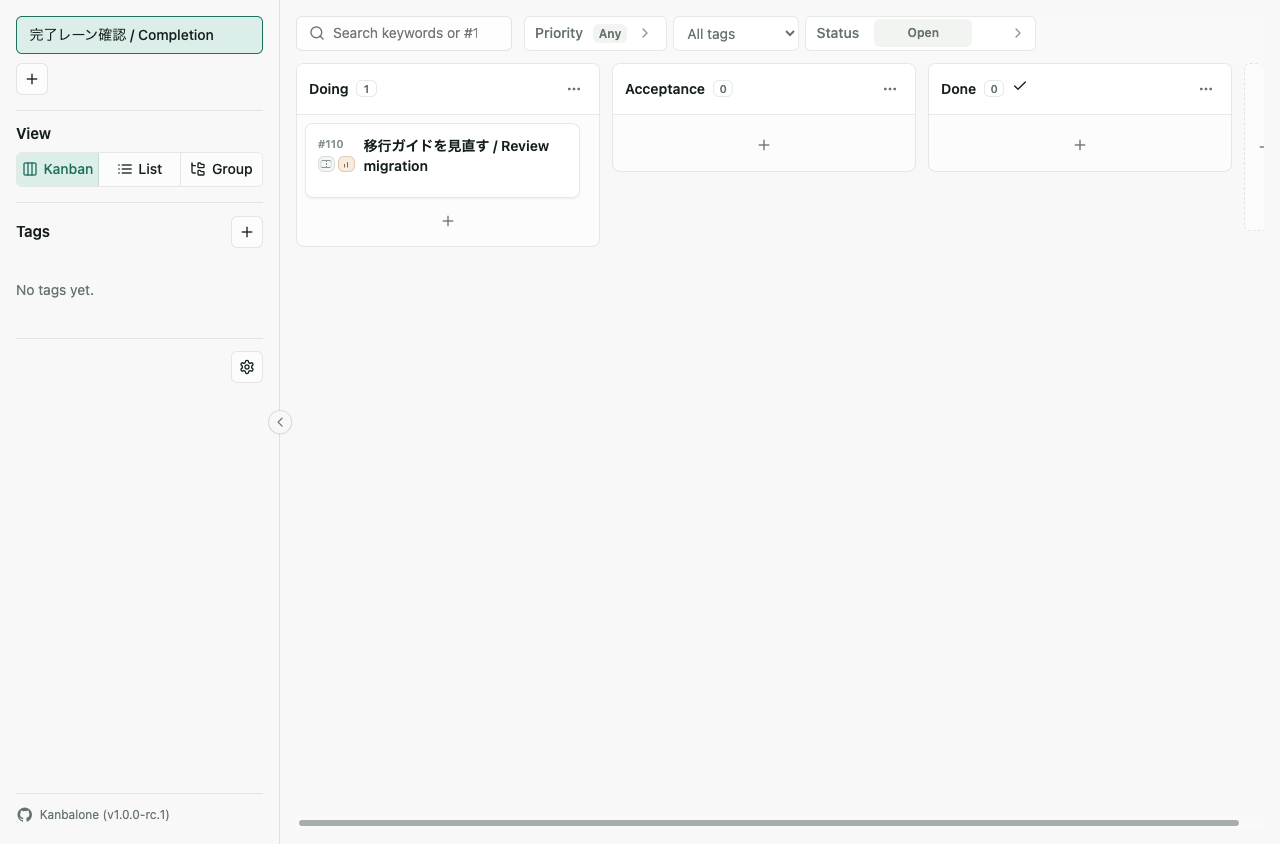 完了レーン確認 / Completion
View
Kanban
List
Group
Tags
No tags yet.
Kanbalone (v1.0.0-rc.1)
Search keywords or #1
Priority Any
All tags
Status Open
Doing 1
#110 移行ガイドを見直す / Review
migration
Acceptance 0
Done 0